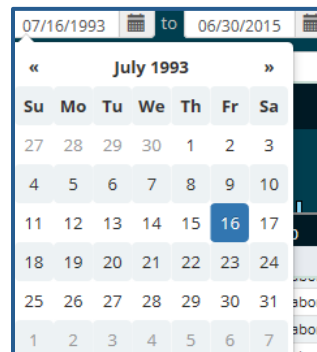 07/16/1993 to 06/30/2015
« July 1993 »
Su Mo Tu We Th Fr Sa
27 28 29 30 1 2 3
4 5 6 7 8 9 10
11 12 13 14 15 16 17
18 19 20 21 22 23 24
25 26 27 28 29 30 31
1 2 3 4 5 6 7